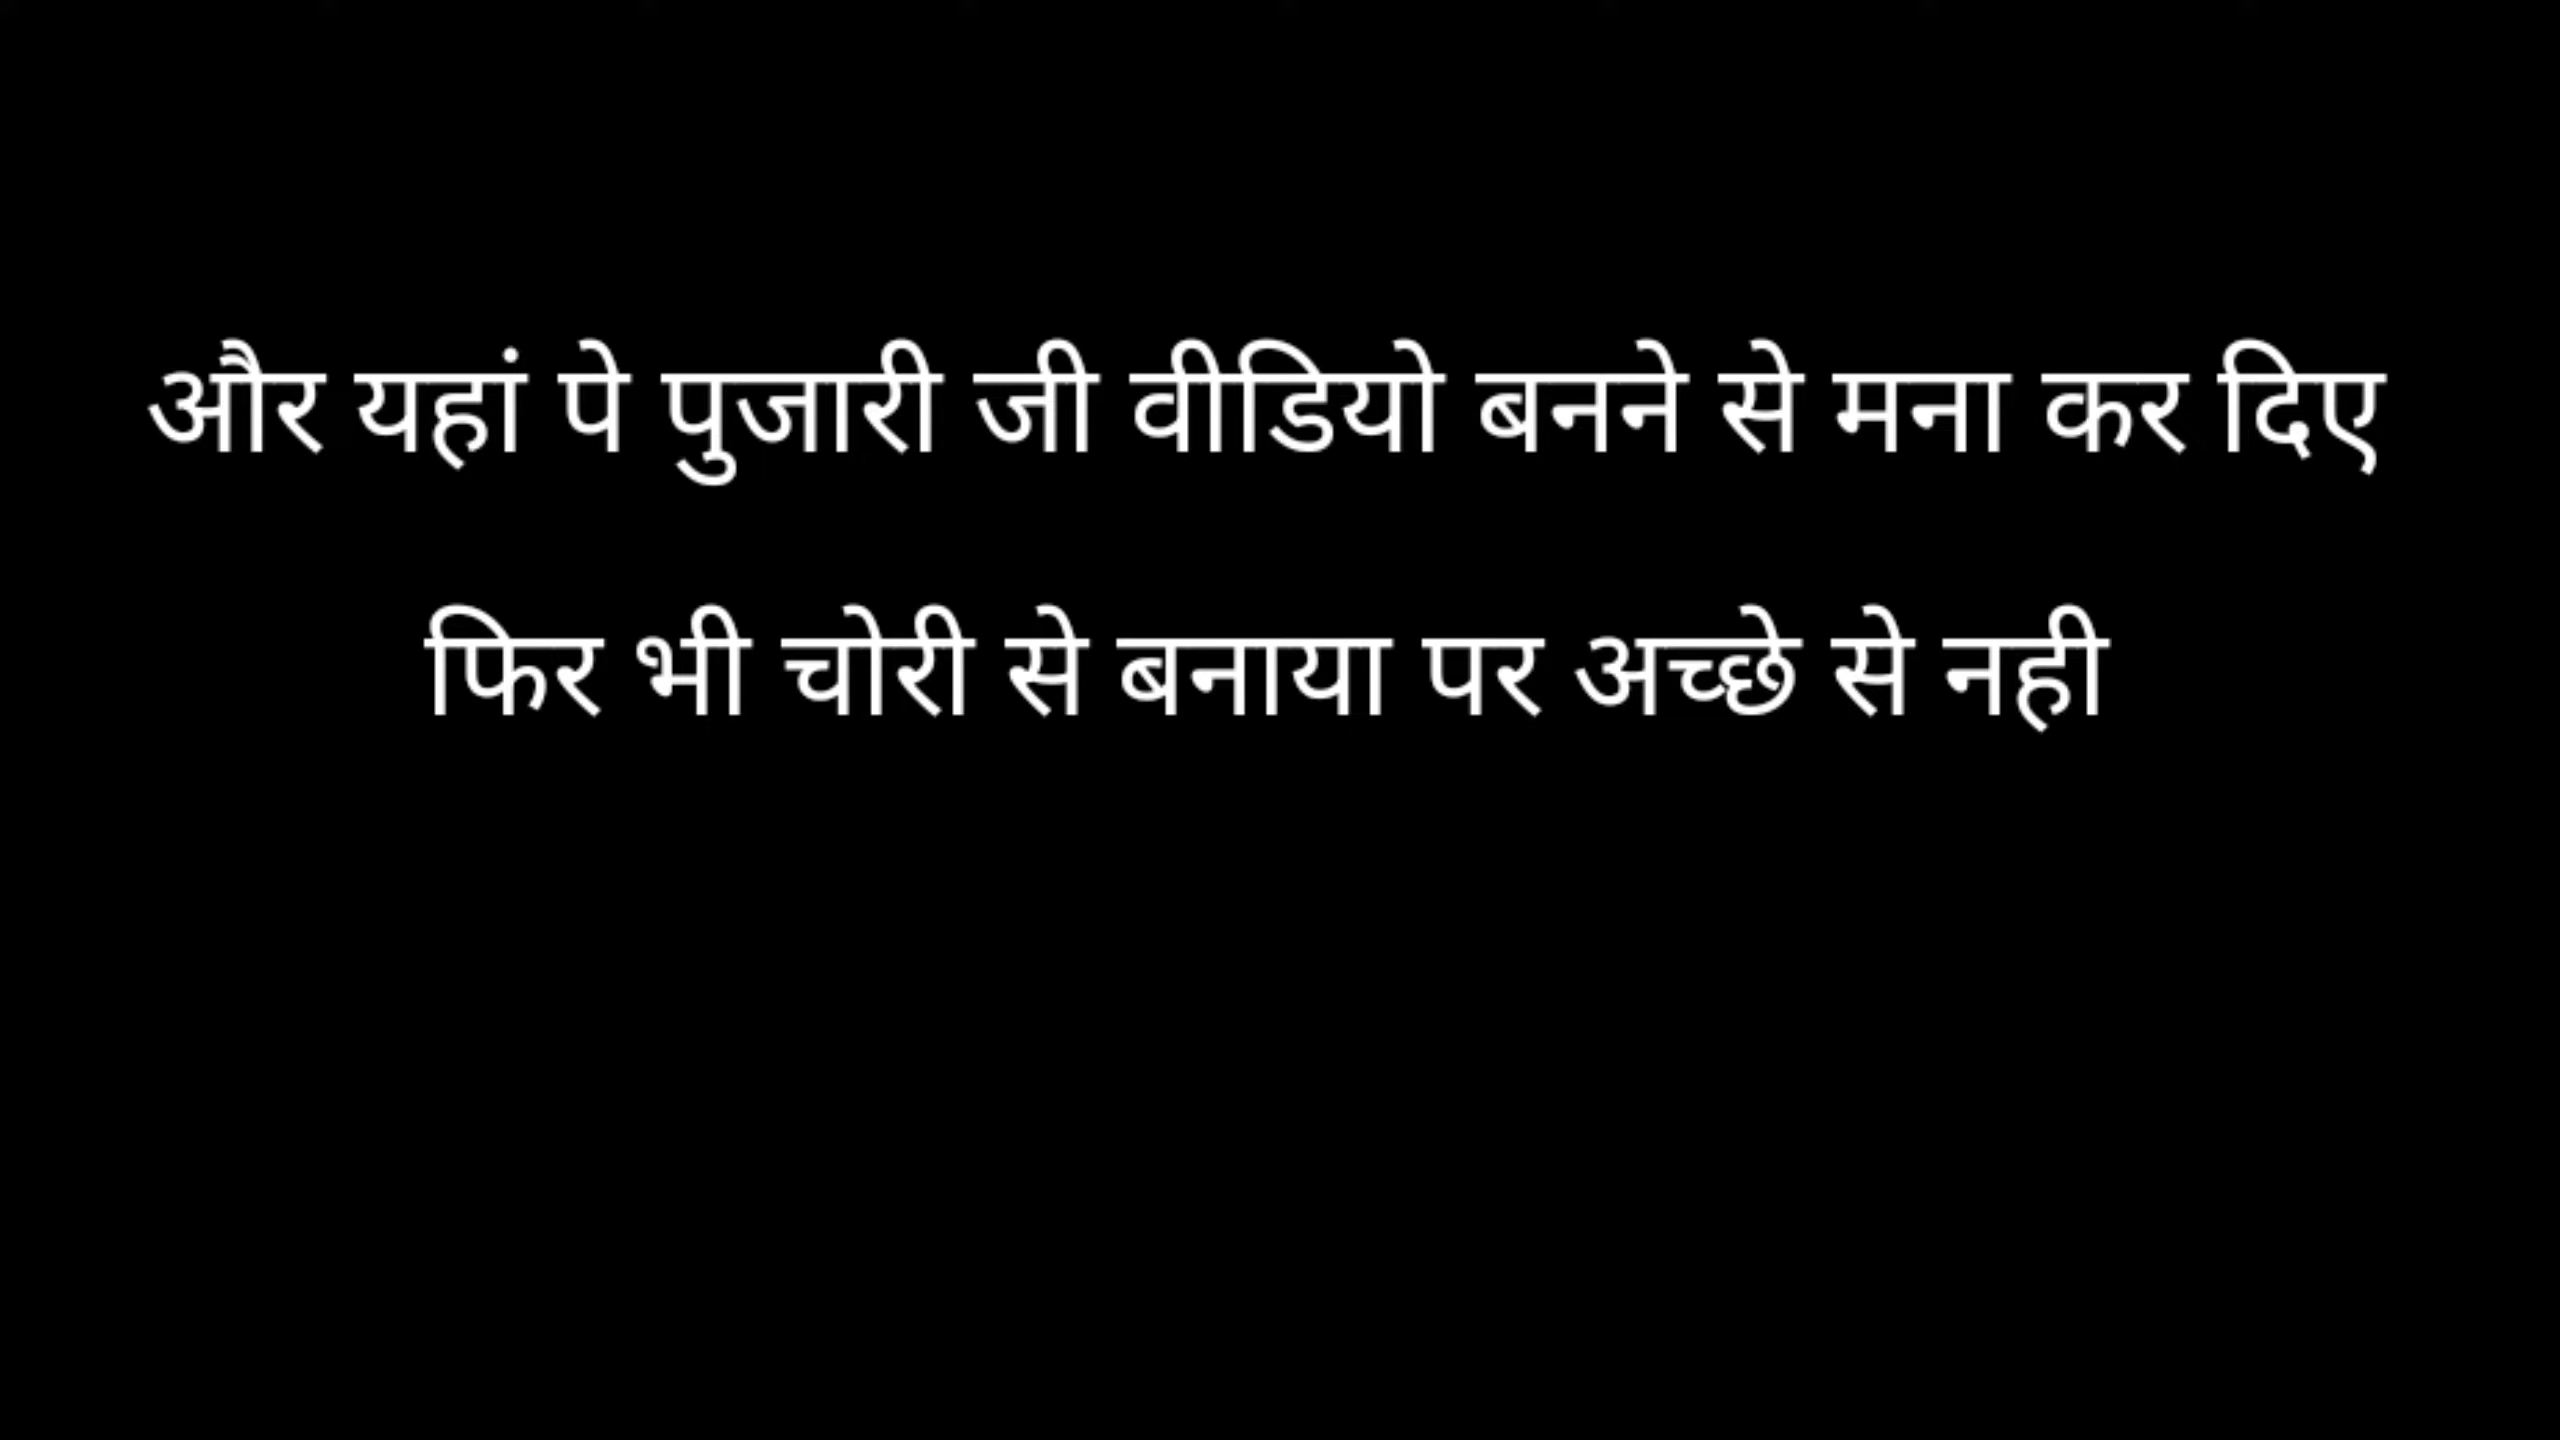 और यहां पे पुजारी जी वीडियो बनने से मना कर दिए
फिर भी चोरी से बनाया पर अच्छे से नही